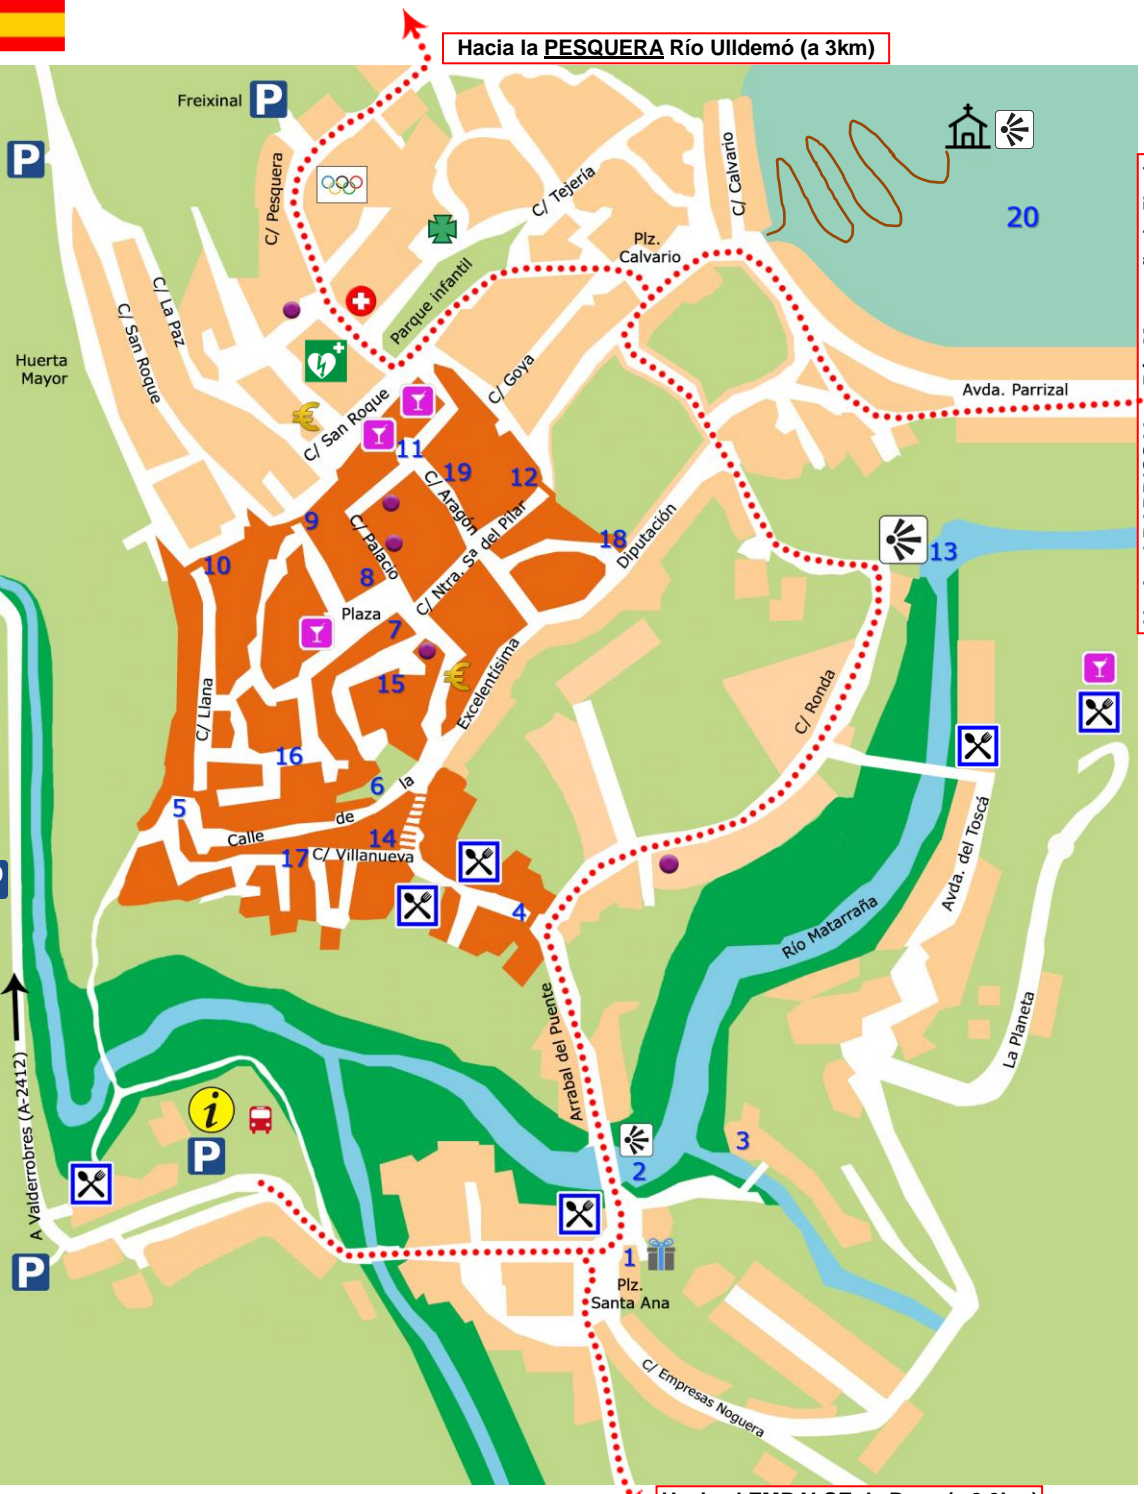 Hacia la PESQUERA Río Ulldemó (a 3km)
Freixinal
P
P
C/ Pesquera
C/ Tejería
C/ Calvario
20
Plz.
Calvario
Parque infantil
C/ La Paz
C/ San Roque
Huerta
Mayor
C/ Goya
C/ San Roque
Avda. Parrizal
11
19
12
C/ Aragón
9
C/ Palacio
C/ Ntra. Sa del Pilar
18
Diputación
13
10
8
Plaza
7
15
Excelentísima
C/ Llana
C/ Ronda
16
6
la
5
de
Calle
14
17
C/ Villanueva
4
Avda. del Toscá
Río Matarraña
La Planeta
Arrabal del Puente
A Valderrobres (A-2412)
i
P
3
2
P
1
Plz.
Santa Ana
C/ Empresas Noguera